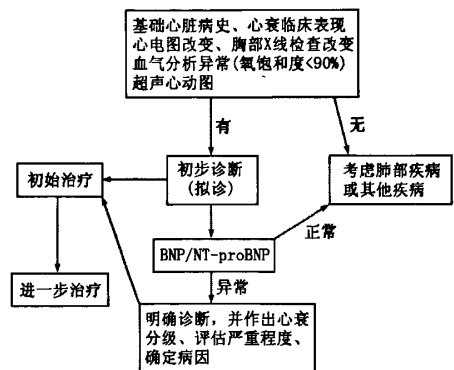 基础心脏病史、心衰临床表现
心电图改变、胸部X线检查改变
血气分析异常(氧饱和度<90%)
超声心动图
有
无
初始治疗
初步诊断
(拟诊)
考虑肺部疾病
或其他疾病
正常
BNP/NT-proBNP
进一步治疗
异常
明确诊断,并作出心衰
分级、评估严重程度、
确定病因